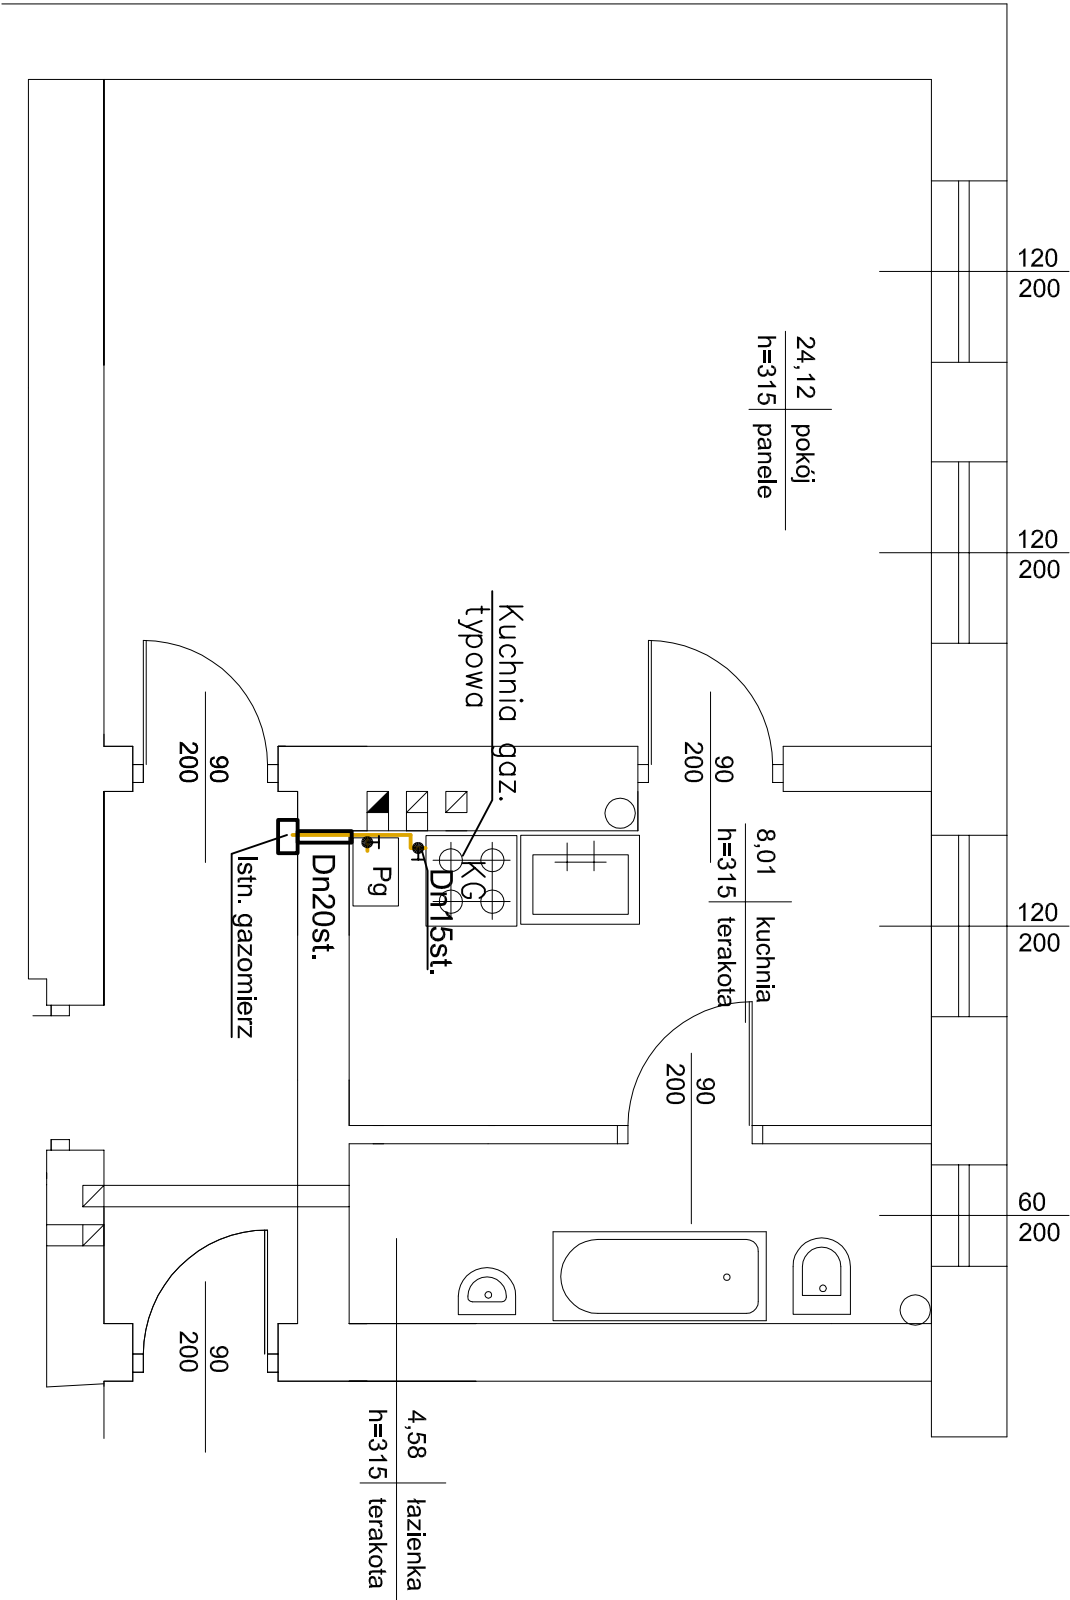 120
200
24,12 pokój
h=315 panele
120
200
Kuchnia gaz.
typowa
90
200
90
200
8,01 kuchnia
h=315 terakota
KG
Pg
Dn15st.
Dn20st.
Istn. gazomierz
120
200
90
200
60
200
90
200
4,58 łazienka
h=315 terakota